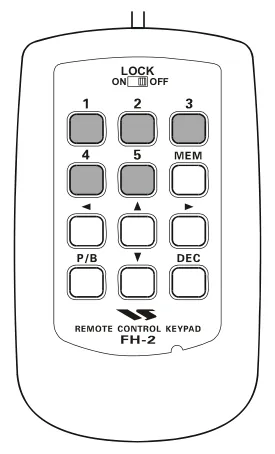 LOCK
ON OFF
1 2 3
4 5 MEM
◄ ▲ ►
P/B ▼ DEC
REMOTE CONTROL KEYPAD
FH-2